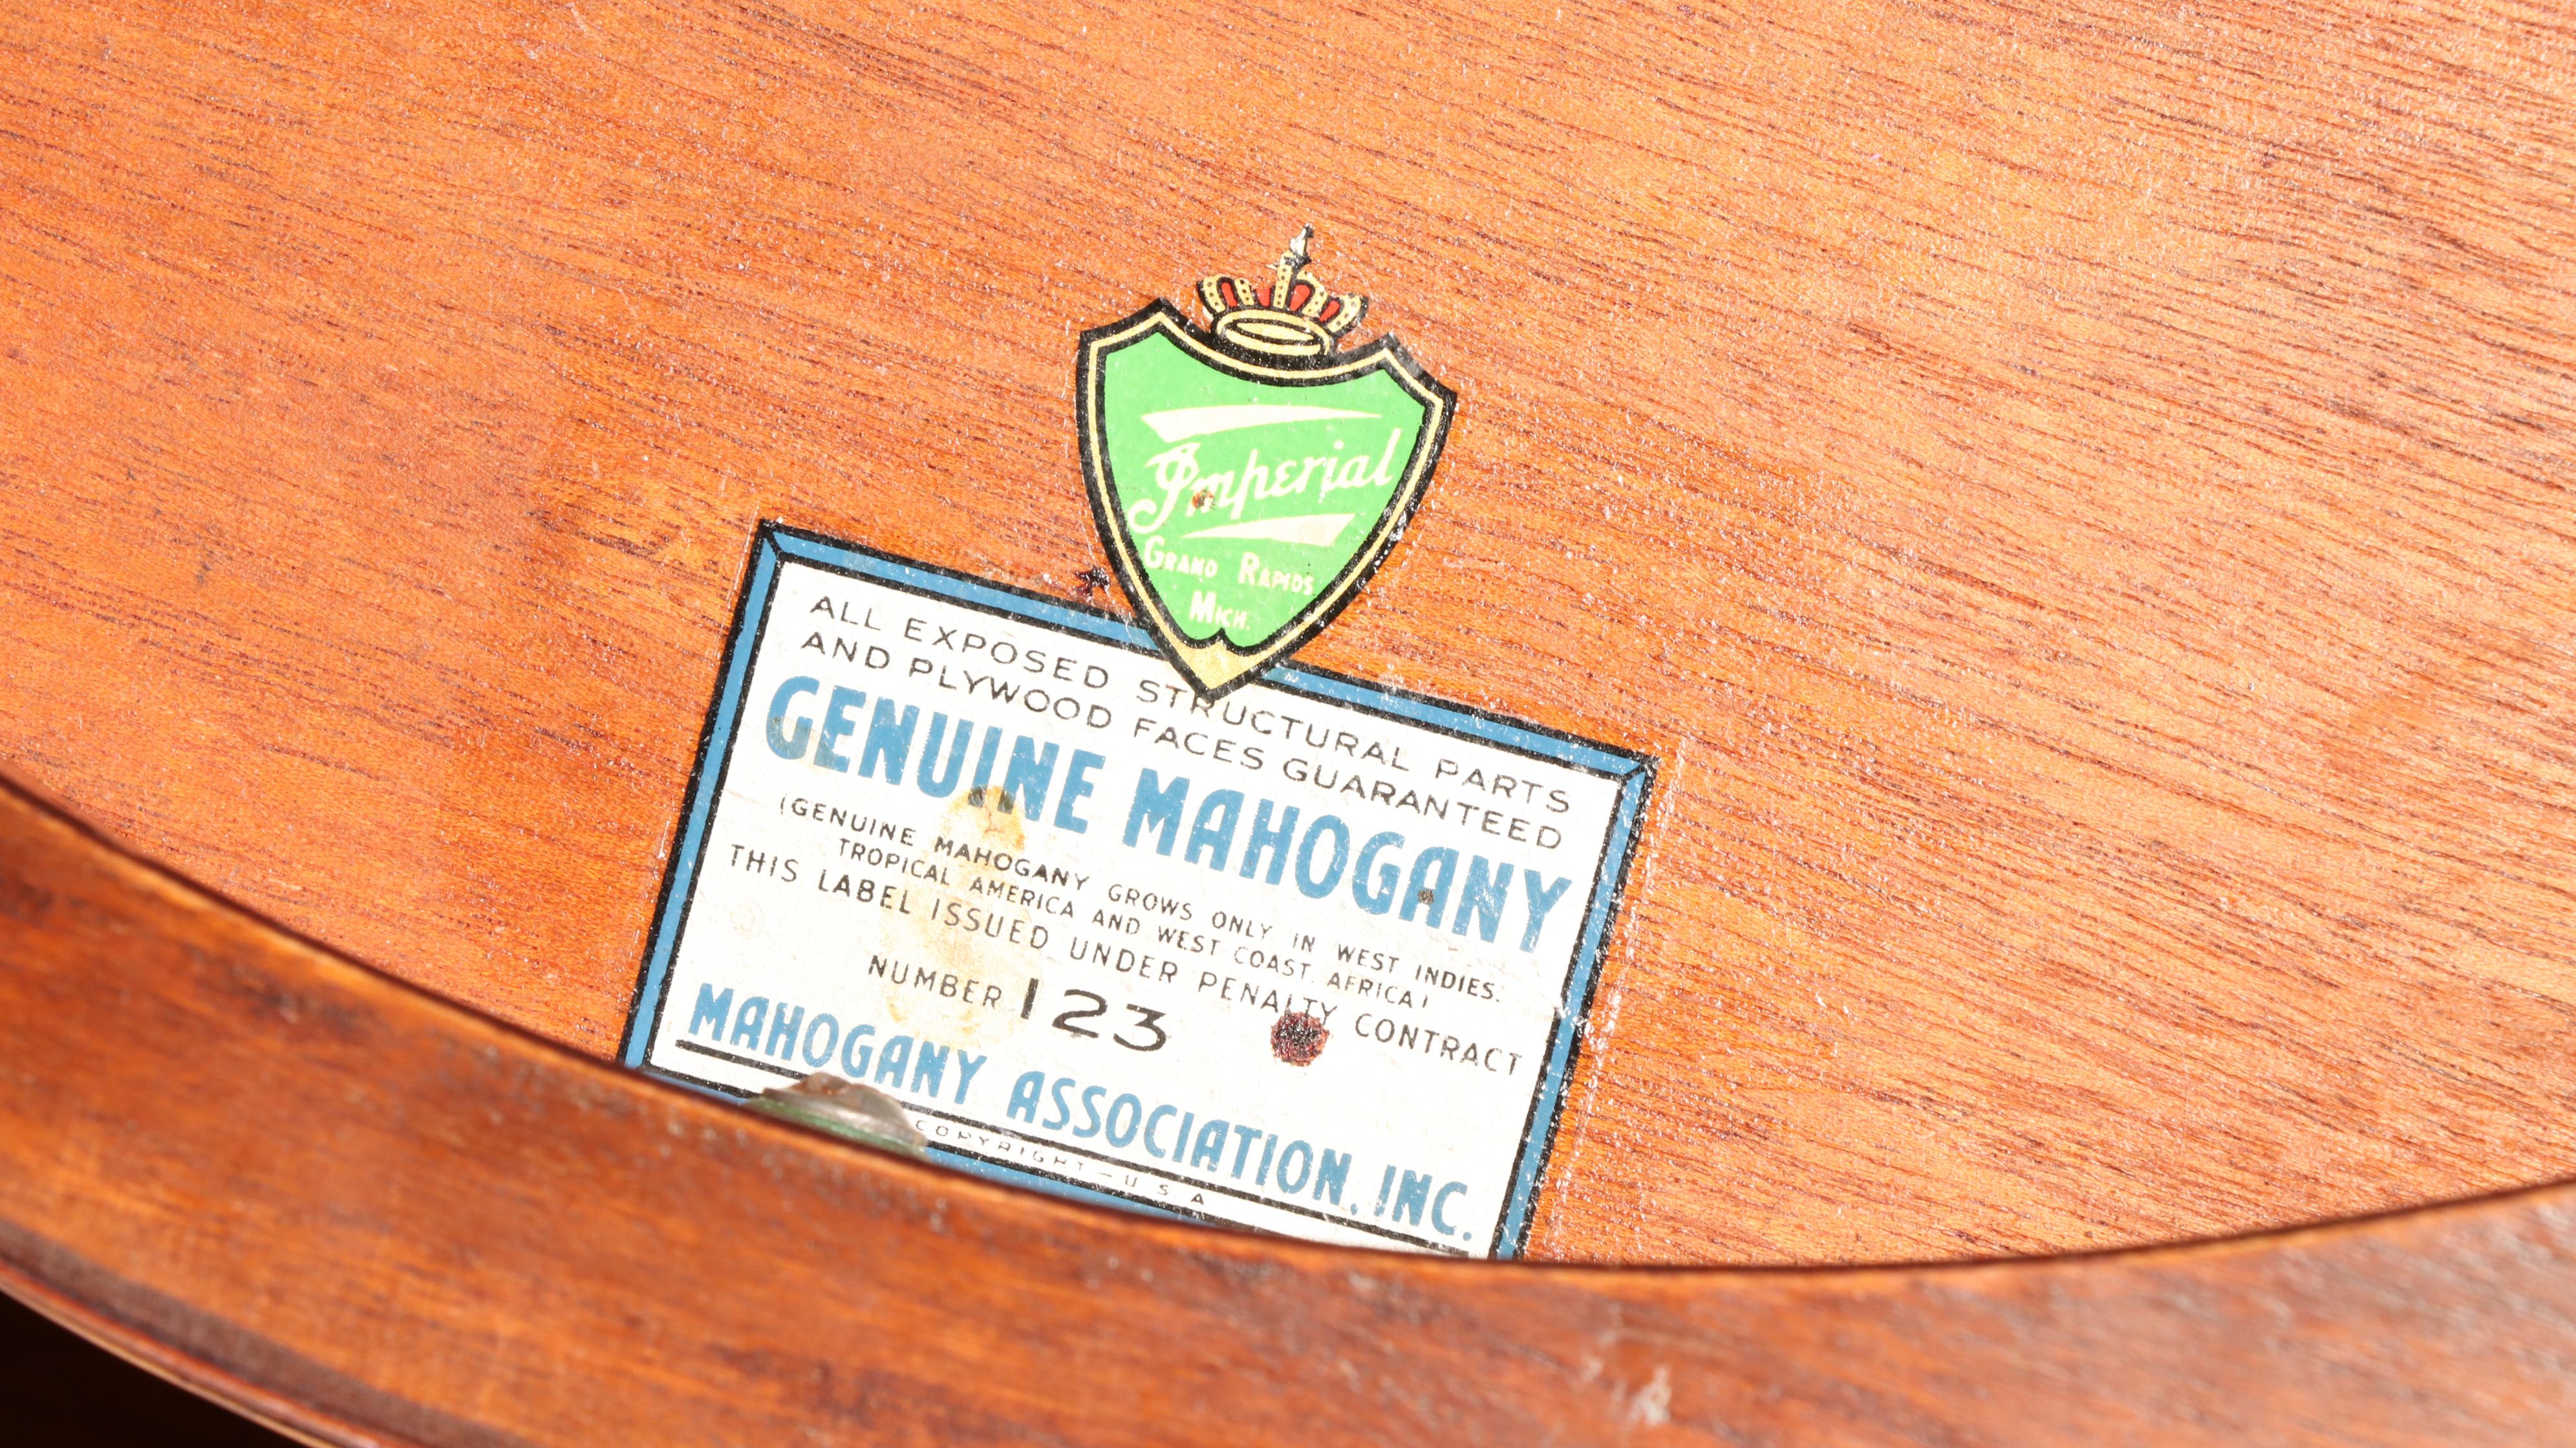 Imperial
GRAND RAPIDS
MICH.
ALL EXPOSED STRUCTURAL PARTS
AND PLYWOOD FACES GUARANTEED
GENUINE MAHOGANY
(GENUINE MAHOGANY GROWS ONLY IN WEST INDIES.
TROPICAL AMERICA AND WEST COAST. AFRICA)
THIS LABEL ISSUED UNDER PENALTY CONTRACT
NUMBER 123
MAHOGANY ASSOCIATION, INC.
COPYRIGHT-USA